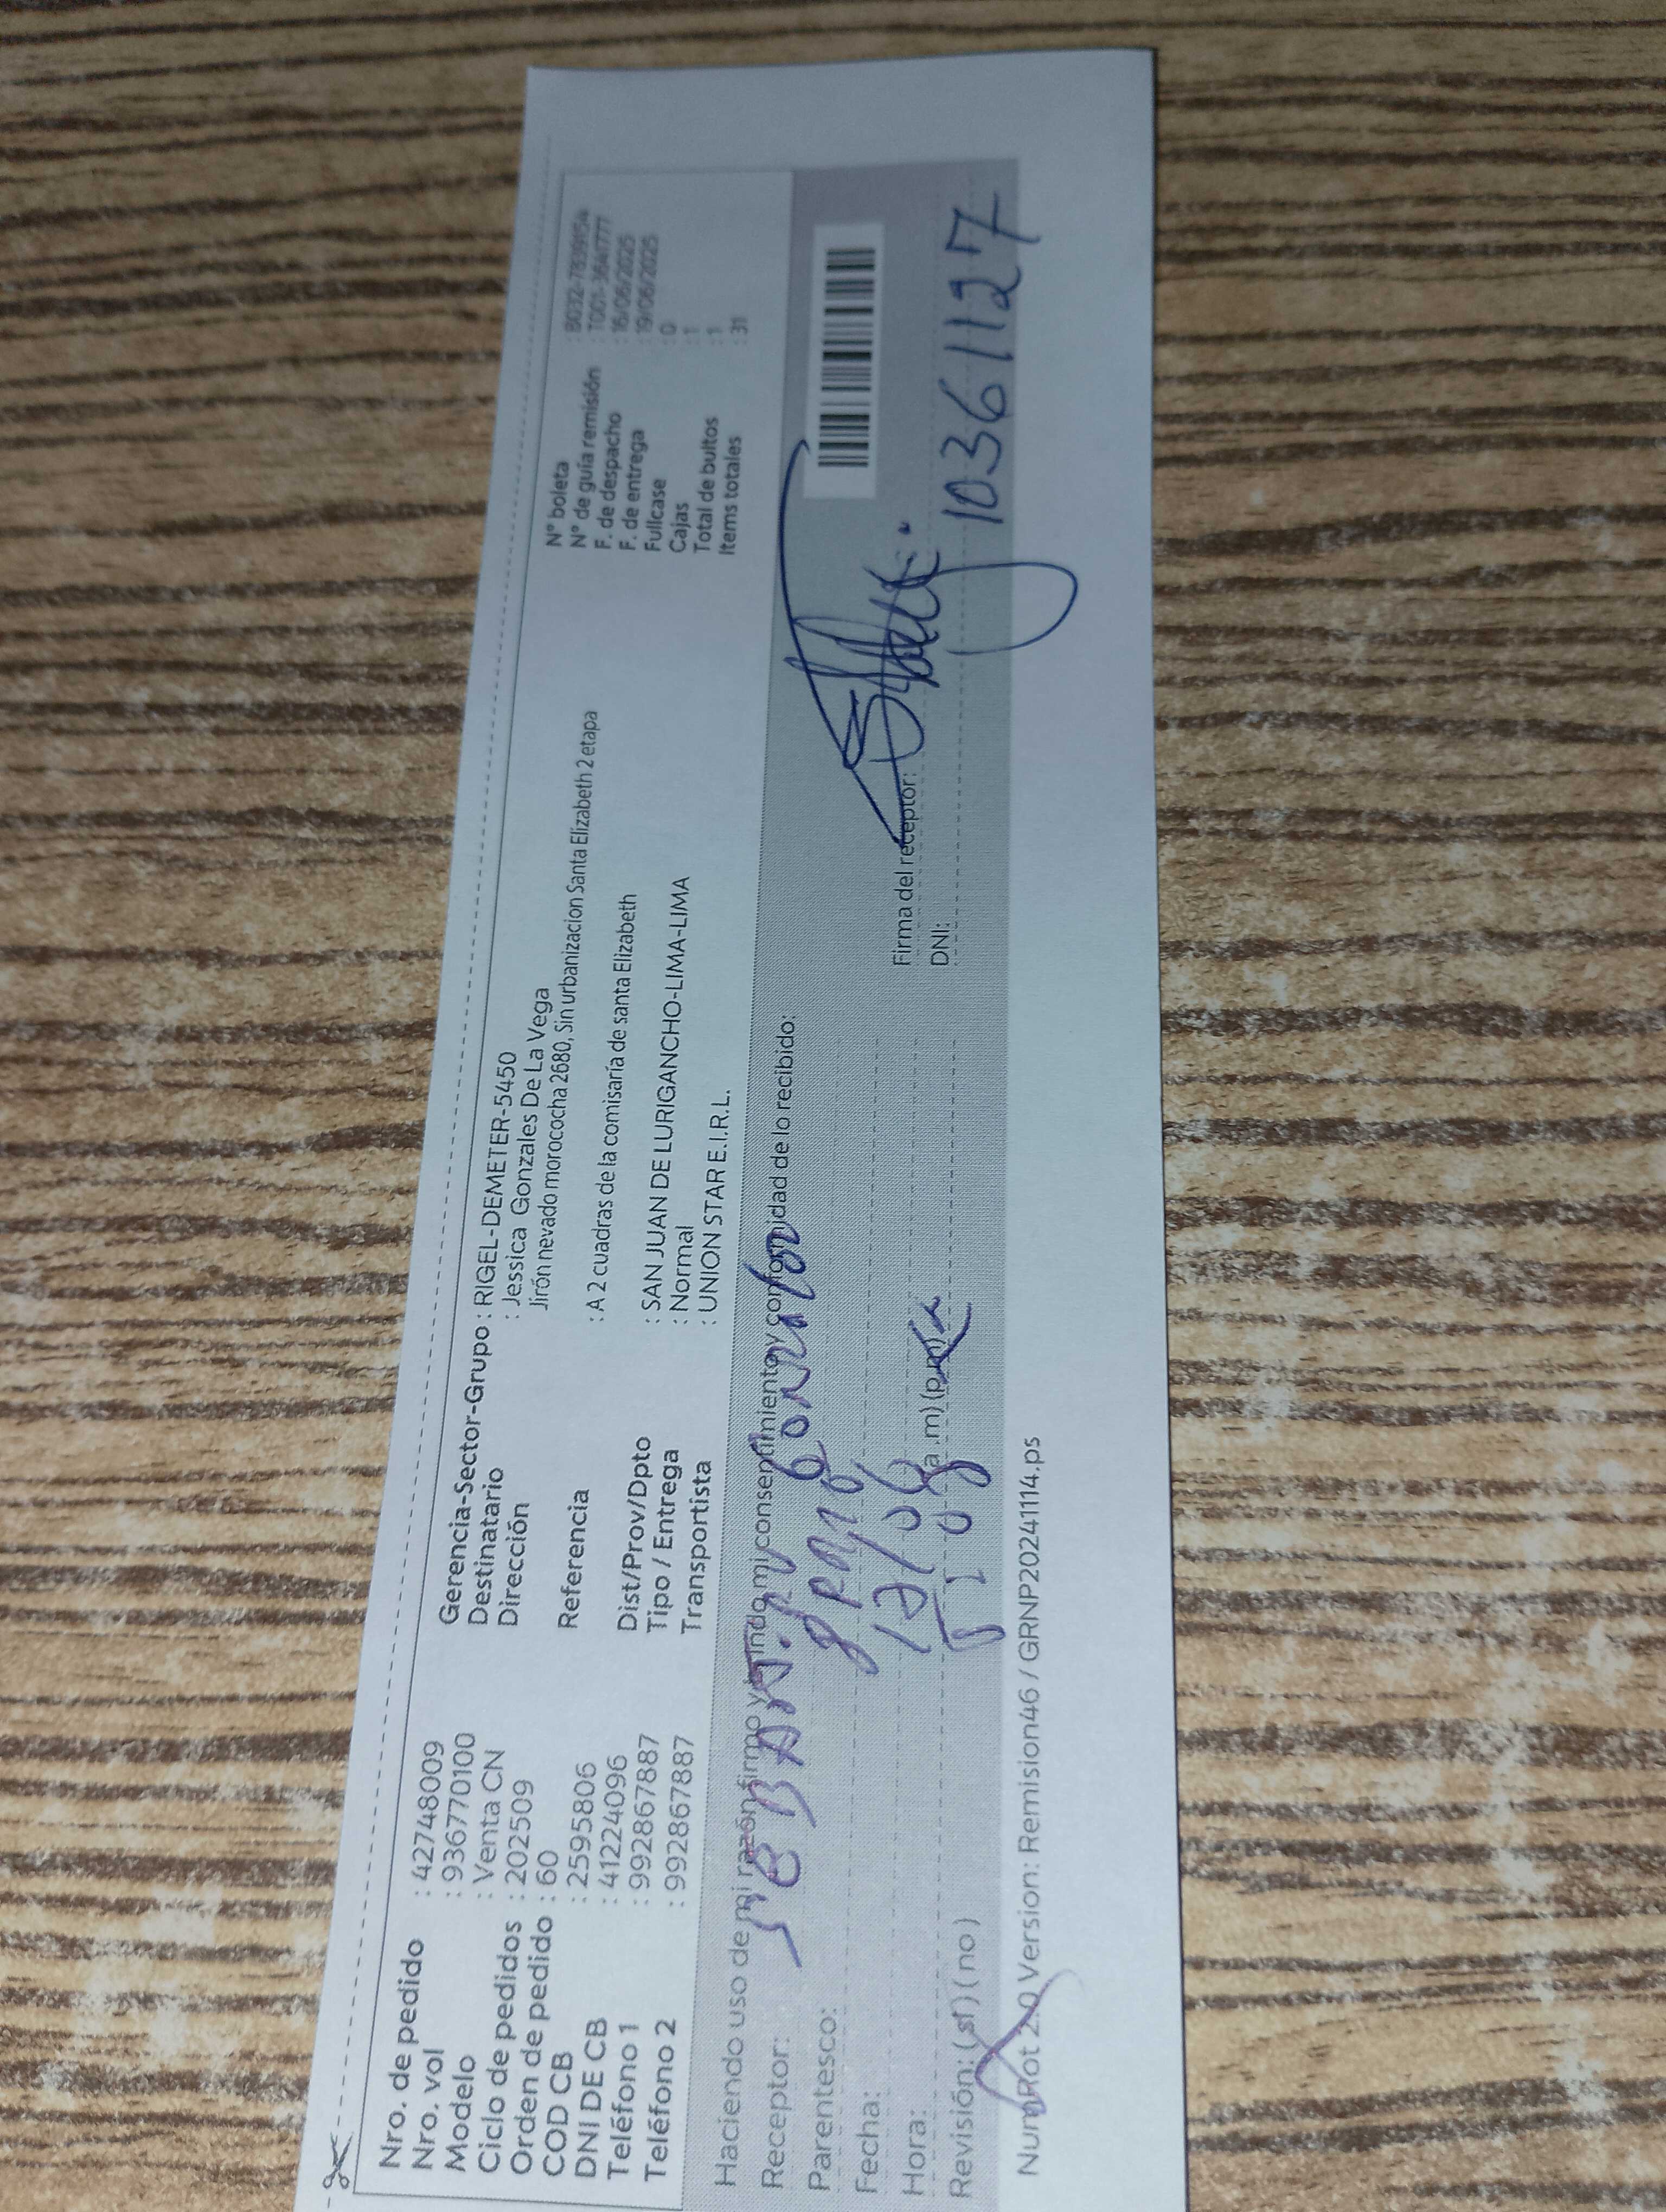 Nro. de pedido : 42748009
Nro. vol : 936770100
Modelo : Venta CN
Ciclo de pedidos : 202509
Orden de pedido : 60
COD CB : 2595806
DNI DE CB : 41224096
Teléfono 1 : 992867887
Teléfono 2 : 992867887
Gerencia-Sector-Grupo : RIGEL-DEMETER-5450
Destinatario : Jessica Gonzales De La Vega
Dirección Jirón nevado morococha 2680, Sin urbanizacion Santa Elizabeth 2 etapa
Referencia : A 2 cuadras de la comisaría de santa Elizabeth
Dist/Prov/Dpto : SAN JUAN DE LURIGANCHO-LIMA-LIMA
Tipo / Entrega : Normal
Transportista : UNION STAR E.I.R.L.
N° boleta
N° de guía remisión
F. de despacho : 16/06/2025
F. de entrega : 19/06/2025
Fullcase : 0
Cajas : 1
Total de bultos : 1
Items totales : 31
Haciendo uso de mi razón firmo y brindo mi consentimiento y conformidad de lo recibido:
Receptor:
Parentesco:
Fecha: 17/06
Hora: (a.m) (p.m)
Revisión: (si) (no)
Firma del receptor:
DNI: 10361127
NumRot 2.0 Version: Remision46 / GRNP20241114.ps